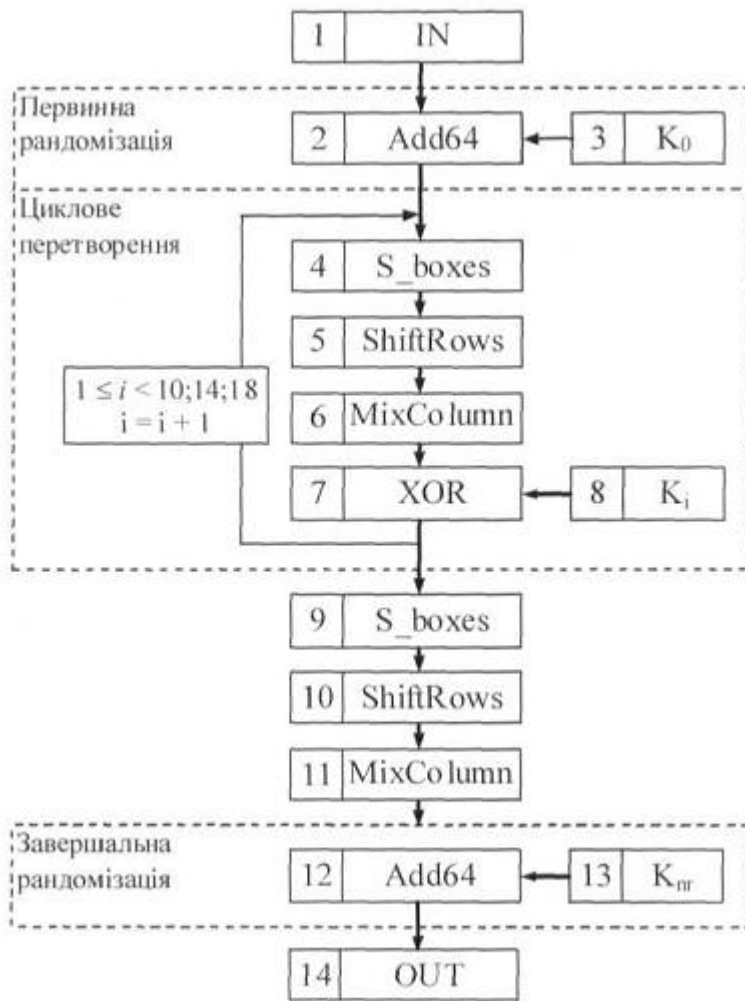 1 IN
Первинна
рандомізація
2 Add64
3 K₀
Циклове
перетворення
4 S_boxes
5 ShiftRows
1 ≤ i < 10;14;18
i = i + 1
6 MixColumn
7 XOR
8 Kᵢ
9 S_boxes
10 ShiftRows
11 MixColumn
Завершальна
рандомізація
12 Add64
13 Kₙᵣ
14 OUT